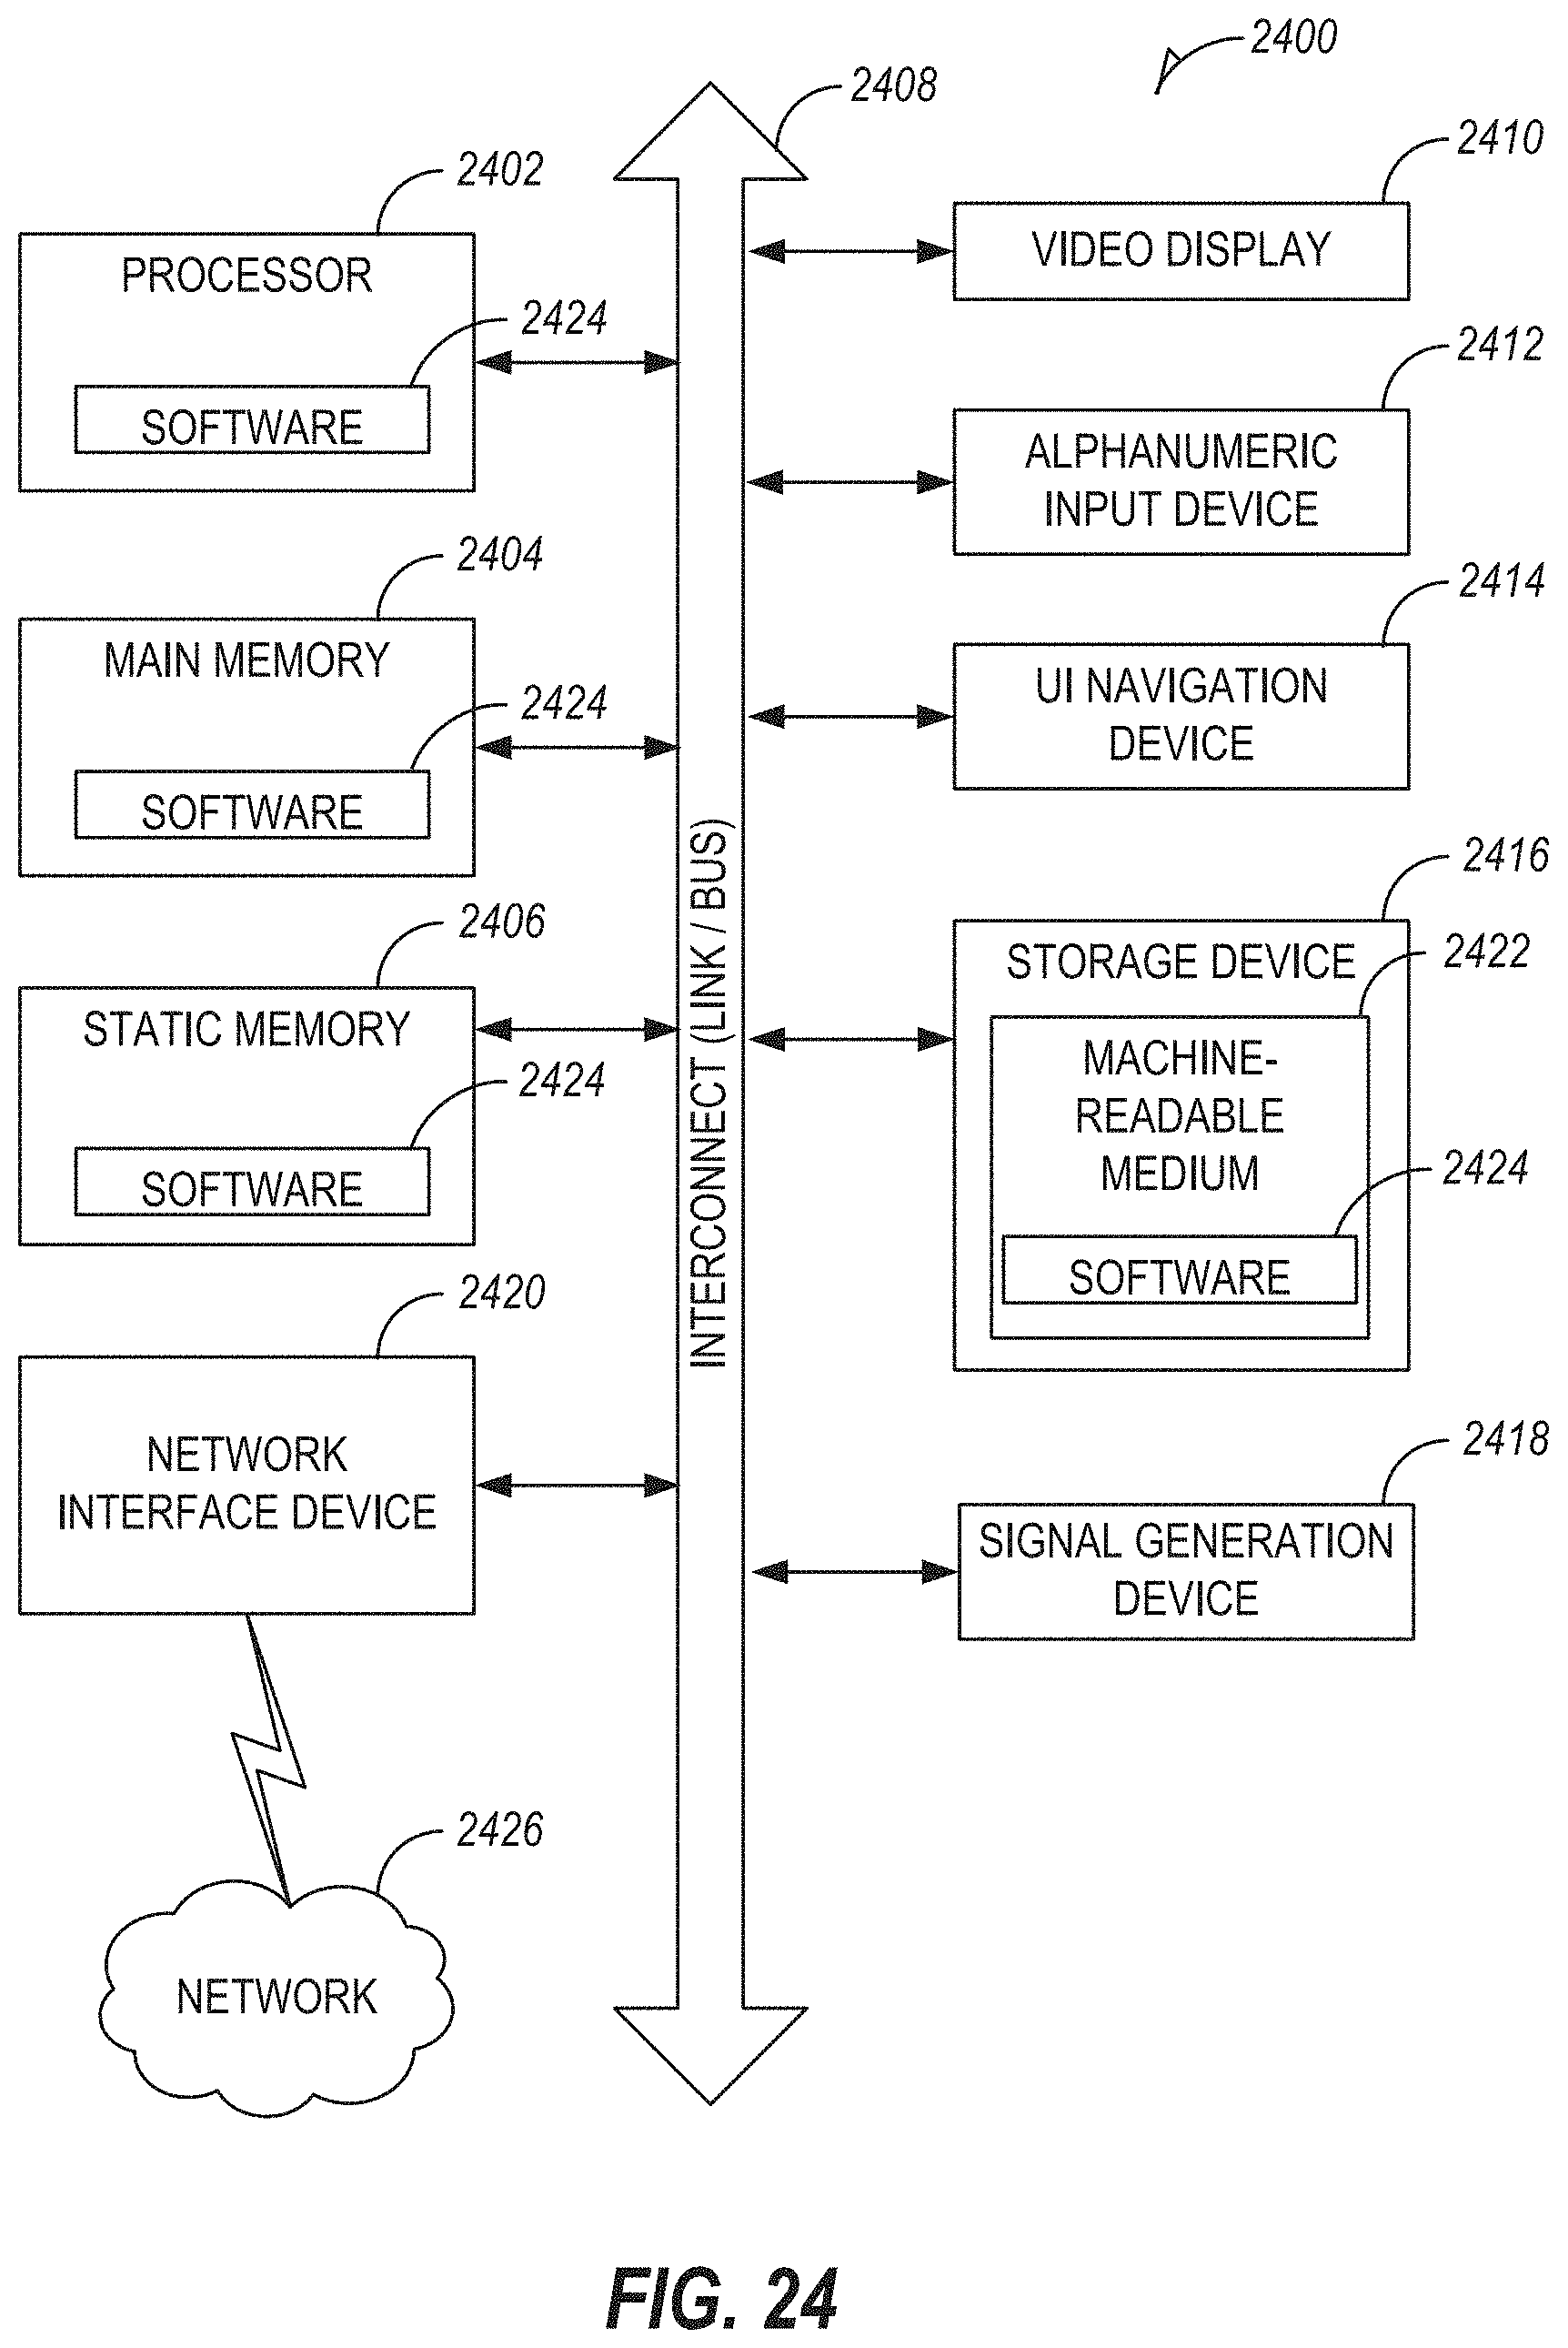 2400
2408
2402
PROCESSOR
2424
SOFTWARE
2404
MAIN MEMORY
2424
SOFTWARE
2406
STATIC MEMORY
2424
SOFTWARE
2420
NETWORK
INTERFACE DEVICE
2426
NETWORK
INTERCONNECT (LINK / BUS)
2410
VIDEO DISPLAY
2412
ALPHANUMERIC
INPUT DEVICE
2414
UI NAVIGATION
DEVICE
2416
STORAGE DEVICE
2422
MACHINE-
READABLE
MEDIUM
2424
SOFTWARE
2418
SIGNAL GENERATION
DEVICE
FIG. 24